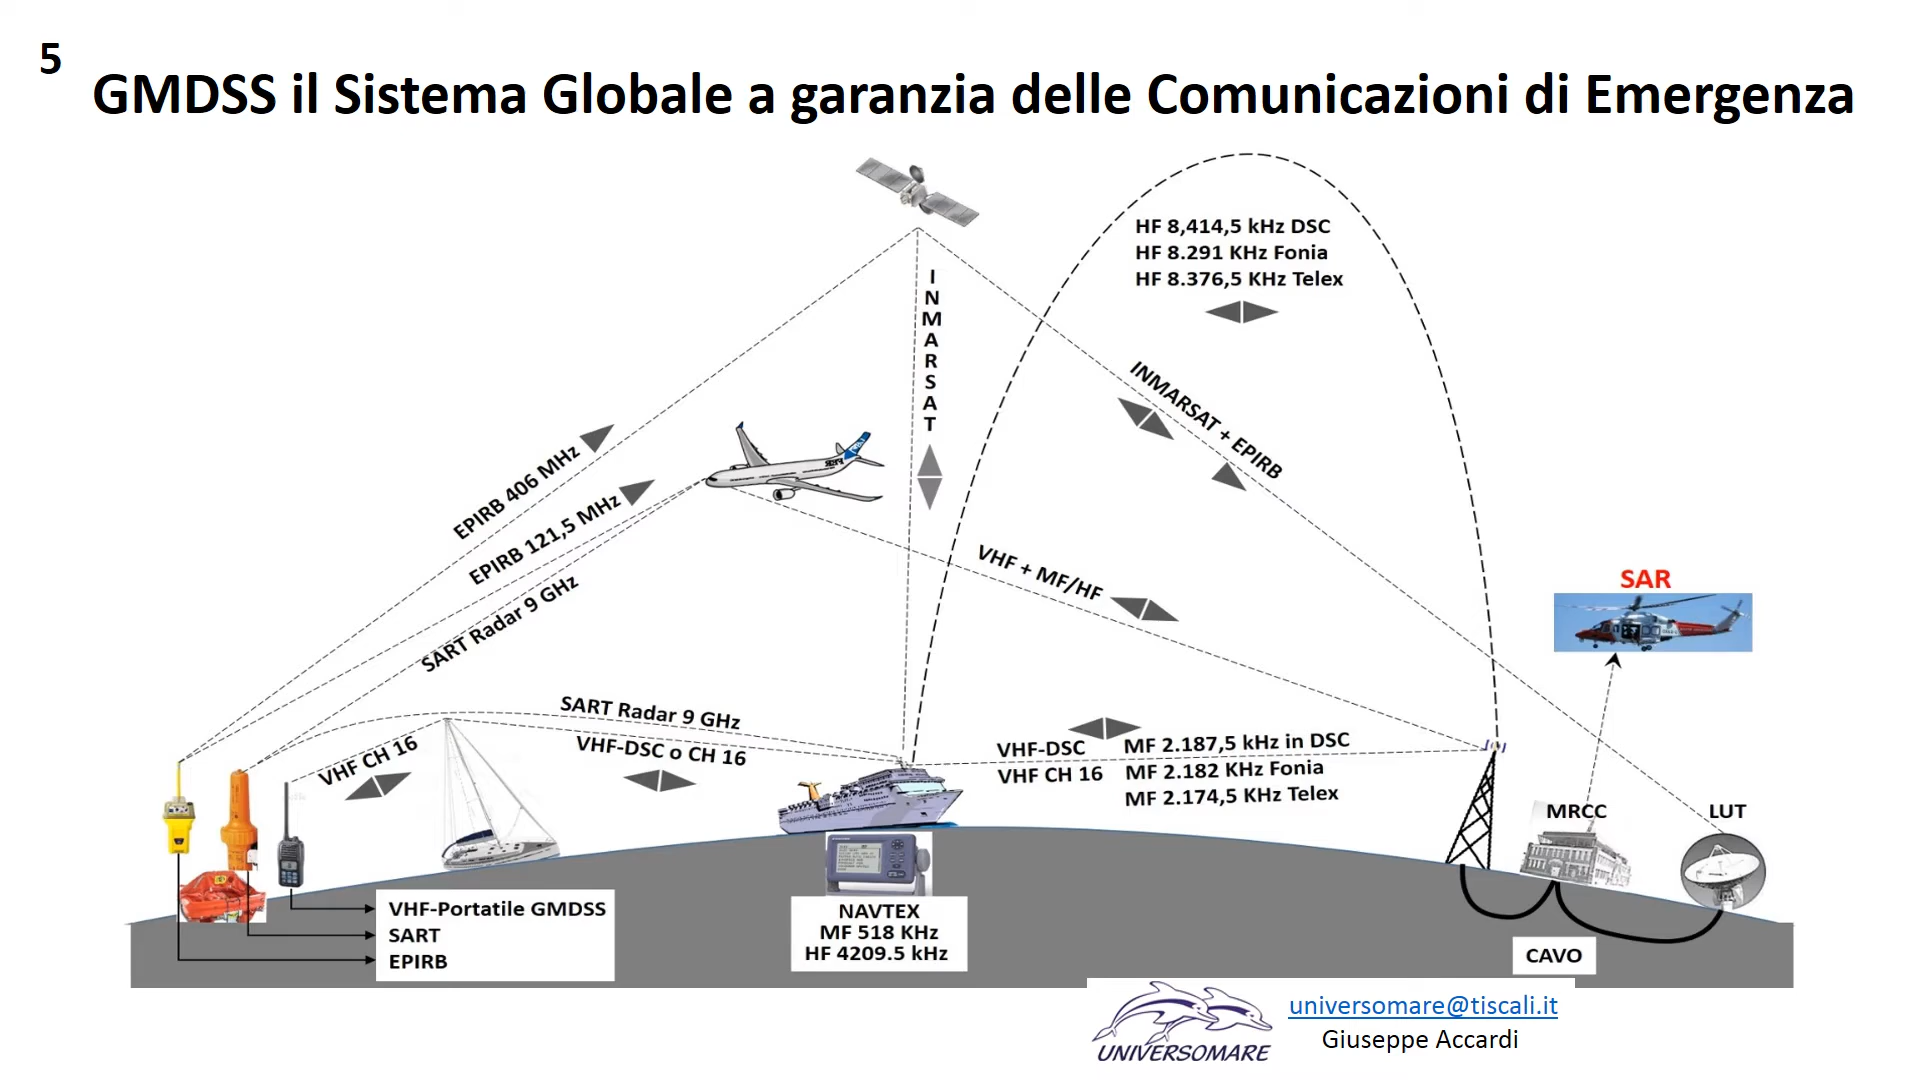 5
GMDSS il Sistema Globale a garanzia delle Comunicazioni di Emergenza
HF 8,414,5 kHz DSC
HF 8.291 KHz Fonia
HF 8.376,5 KHz Telex
INMARSAT
INMARSAT + EPIRB
EPIRB 406 MHz
EPIRB 121,5 MHz
SART Radar 9 GHz
VHF + MF/HF
SAR
SART Radar 9 GHz
VHF CH 16
VHF-DSC o CH 16
VHF-DSC
VHF CH 16
MF 2.187,5 kHz in DSC
MF 2.182 KHz Fonia
MF 2.174,5 KHz Telex
MRCC
LUT
VHF-Portatile GMDSS
SART
EPIRB
NAVTEX
MF 518 KHz
HF 4209.5 kHz
CAVO
UNIVERSOMARE
universomare@tiscali.it
Giuseppe Accardi